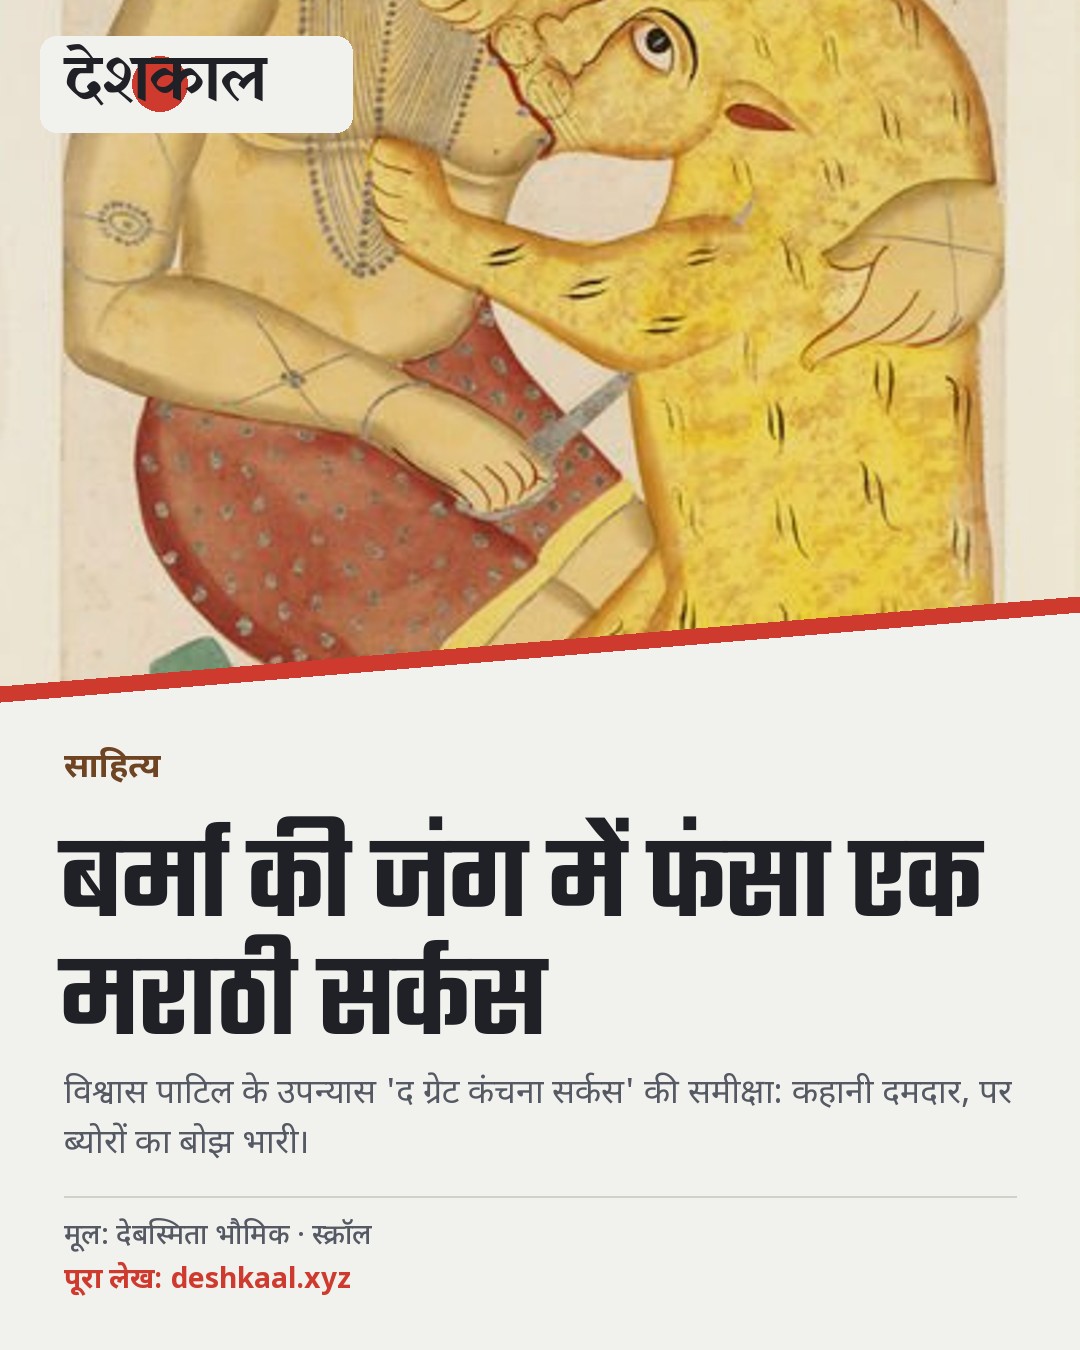 देशकाल
साहित्य
बर्मा की जंग में फंसा एक
मराठी सर्कस
विश्वास पाटिल के उपन्यास 'द ग्रेट कंचना सर्कस' की समीक्षा: कहानी दमदार, पर
ब्योरों का बोझ भारी।
मूल: देबस्मिता भौमिक · स्क्रॉल
पूरा लेख: deshkaal.xyz